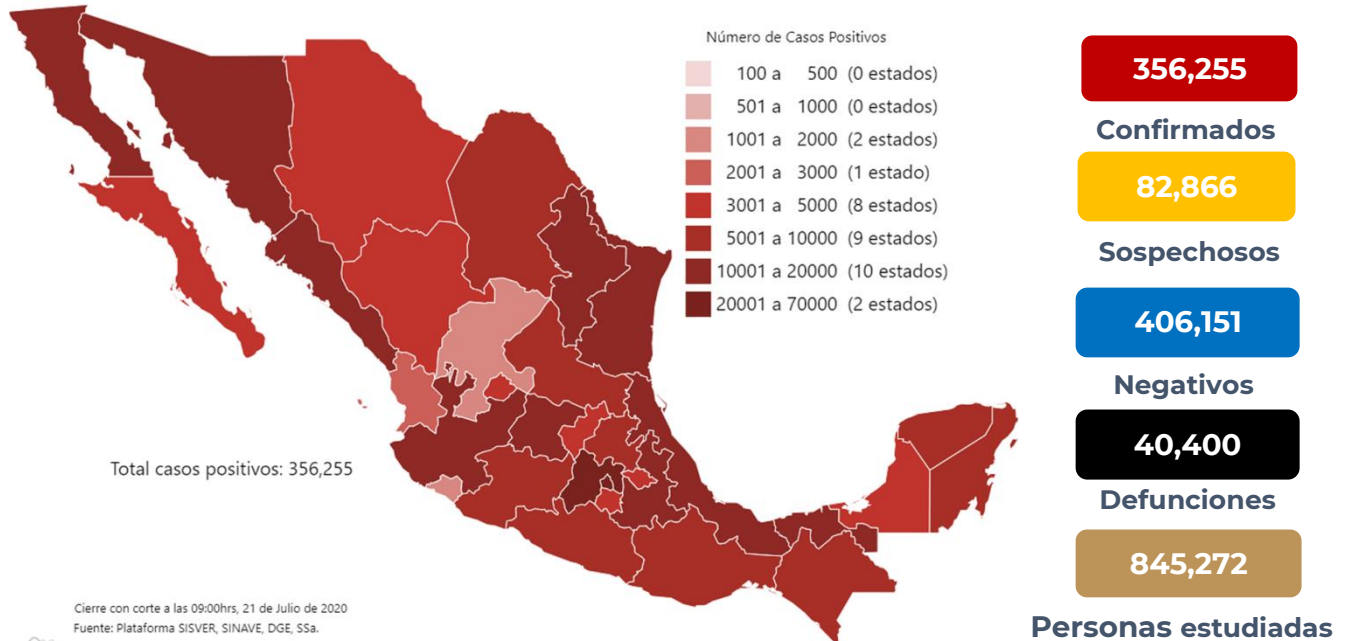 Número de Casos Positivos
100 a 500 (0 estados)
501 a 1000 (0 estados)
1001 a 2000 (2 estados)
2001 a 3000 (1 estado)
3001 a 5000 (8 estados)
5001 a 10000 (9 estados)
10001 a 20000 (10 estados)
20001 a 70000 (2 estados)
Total casos positivos: 356,255
Cierre con corte a las 09:00hrs, 21 de Julio de 2020
Fuente: Plataforma SISVER, SINAVE, DGE, SSa.
356,255
Confirmados
82,866
Sospechosos
406,151
Negativos
40,400
Defunciones
845,272
Personas estudiadas